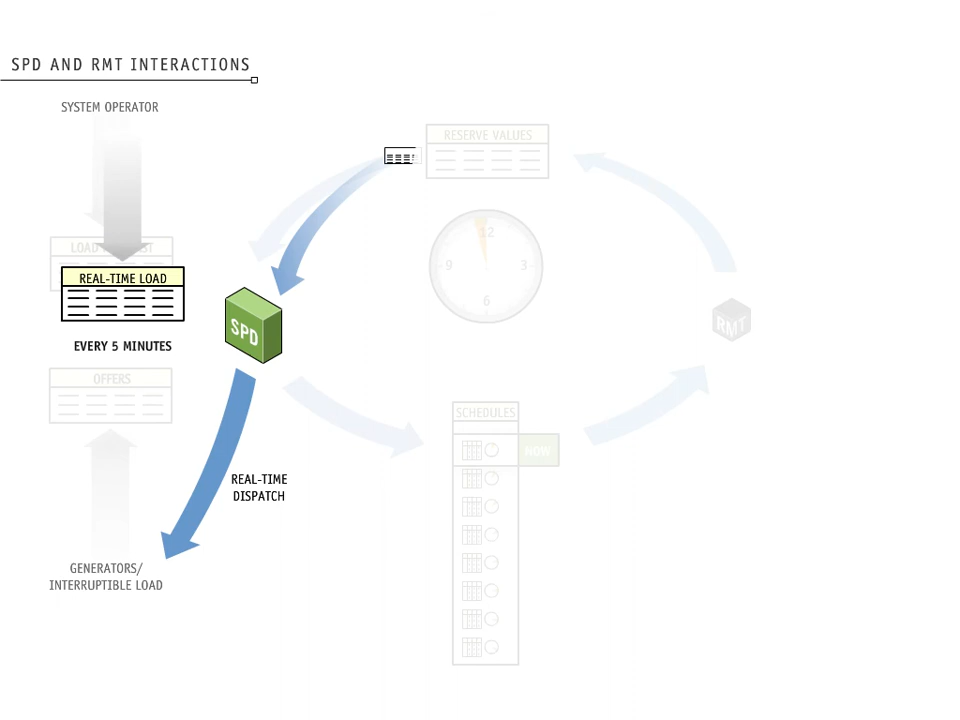 SPD AND RMT INTERACTIONS
SYSTEM OPERATOR
RESERVE VALUES
12
9
3
6
REAL-TIME LOAD
SPD
RMT
EVERY 5 MINUTES
OFFERS
SCHEDULES
NOW
REAL-TIME
DISPATCH
GENERATORS/
INTERRUPTIBLE LOAD